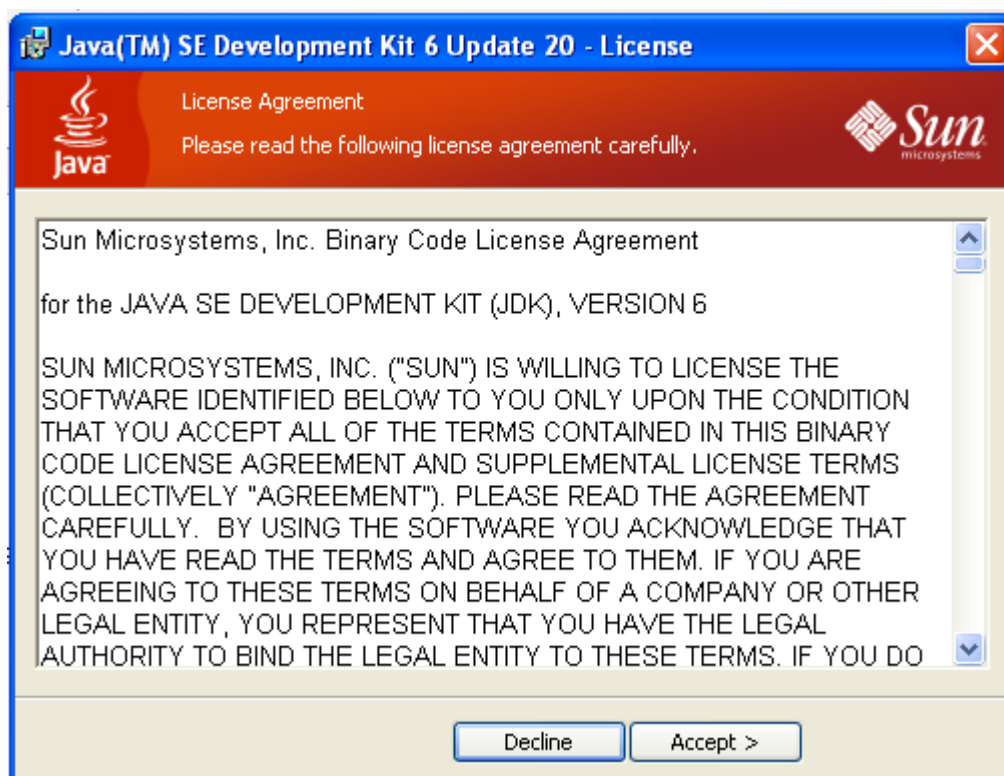 Java(TM) SE Development Kit 6 Update 20 - License
License Agreement
Please read the following license agreement carefully.
Java
Sun
microsystems
Sun Microsystems, Inc. Binary Code License Agreement
for the JAVA SE DEVELOPMENT KIT (JDK), VERSION 6
SUN MICROSYSTEMS, INC. ("SUN") IS WILLING TO LICENSE THE
SOFTWARE IDENTIFIED BELOW TO YOU ONLY UPON THE CONDITION
THAT YOU ACCEPT ALL OF THE TERMS CONTAINED IN THIS BINARY
CODE LICENSE AGREEMENT AND SUPPLEMENTAL LICENSE TERMS
(COLLECTIVELY "AGREEMENT"). PLEASE READ THE AGREEMENT
CAREFULLY.  BY USING THE SOFTWARE YOU ACKNOWLEDGE THAT
YOU HAVE READ THE TERMS AND AGREE TO THEM. IF YOU ARE
AGREEING TO THESE TERMS ON BEHALF OF A COMPANY OR OTHER
LEGAL ENTITY, YOU REPRESENT THAT YOU HAVE THE LEGAL
AUTHORITY TO BIND THE LEGAL ENTITY TO THESE TERMS. IF YOU DO
Decline
Accept >